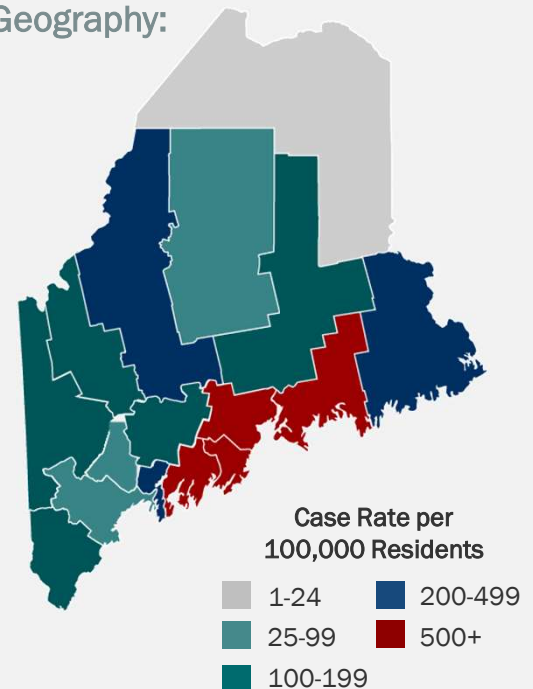 Geography:
Case Rate per
100,000 Residents
1-24
200-499
25-99
500+
100-199